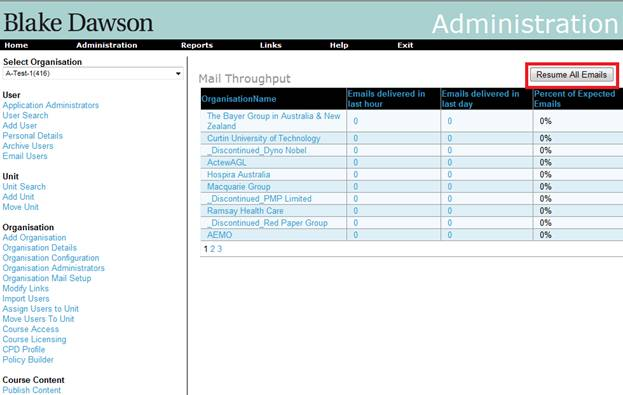 Blake Dawson
Administration
Home Administration Reports Links Help Exit
Select Organisation
A-Test-1(416)
User
Application Administrators
User Search
Add User
Personal Details
Archive Users
Email Users
Unit
Unit Search
Add Unit
Move Unit
Organisation
Add Organisation
Organisation Details
Organisation Configuration
Organisation Administrators
Organisation Mail Setup
Modify Links
Import Users
Assign Users to Unit
Move Users To Unit
Course Access
Course Licensing
CPD Profile
Policy Builder
Course Content
Publish Content
Resume All Emails
Mail Throughput
OrganisationName Emails delivered in last hour Emails delivered in last day Percent of Expected Emails
The Bayer Group in Australia & New Zealand 0 0 0%
Curtin University of Technology 0 0 0%
_Discontinued_Dyno Nobel 0 0 0%
ActewAGL 0 0 0%
Hospira Australia 0 0 0%
Macquarie Group 0 0 0%
_Discontinued_PMP Limited 0 0 0%
Ramsay Health Care 0 0 0%
_Discontinued_Red Paper Group 0 0 0%
AEMO 0 0 0%
1 2 3